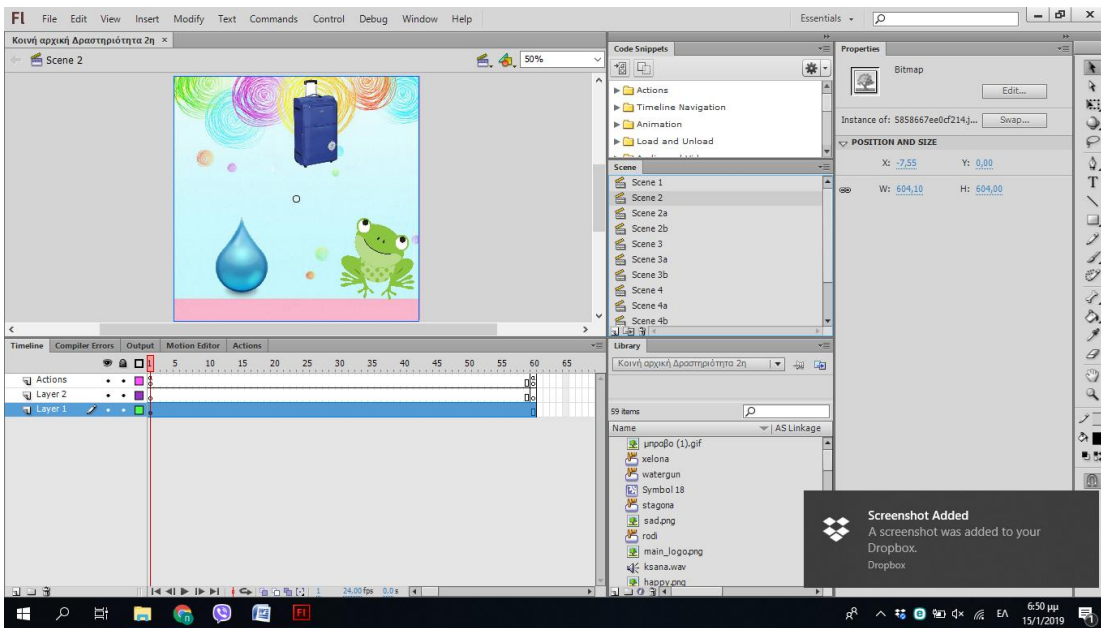 Fl File Edit View Insert Modify Text Commands Control Debug Window Help Essentials
Κοινή αρχική Δραστηριότητα 2η ×
Scene 2 50%
Code Snippets
Actions
Timeline Navigation
Animation
Load and Unload
Properties
Bitmap
Edit...
Instance of: 5858667ee0cf214.j... Swap...
POSITION AND SIZE
X: -7,55 Y: 0,00
W: 604,10 H: 604,00
Scene
Scene 1
Scene 2
Scene 2a
Scene 2b
Scene 3
Scene 3a
Scene 3b
Scene 4
Scene 4a
Scene 4b
Timeline Compiler Errors Output Motion Editor Actions
1 5 10 15 20 25 30 35 40 45 50 55 60 65
Actions
Layer 2
Layer 1
1 24,00 fps 0,0 s
Library
Κοινή αρχική Δραστηριότητα 2η
59 items
Name AS Linkage
μπραβο (1).gif
xelona
watergun
Symbol 18
stagona
sad.png
rodi
main_logo.png
ksana.wav
happy.png
Screenshot Added
A screenshot was added to your
Dropbox.
Dropbox
ΕΛ 6:50 μμ
15/1/2019